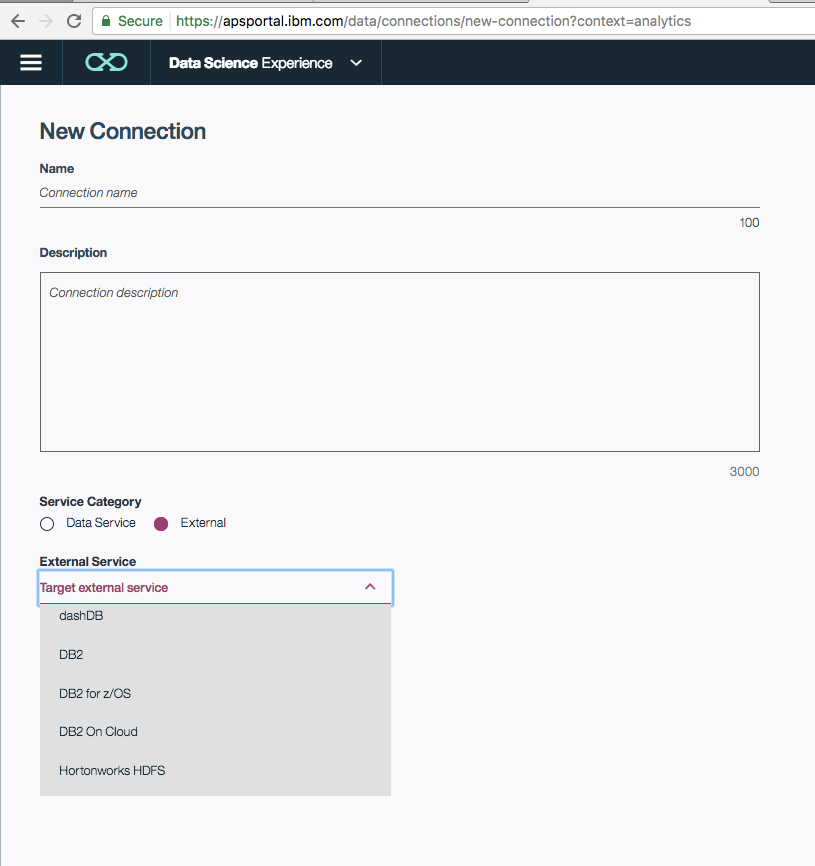 Secure https://apsportal.ibm.com/data/connections/new-connection?context=analytics
Data Science Experience
New Connection
Name
Connection name
100
Description
Connection description
3000
Service Category
Data Service External
External Service
Target external service
dashDB
DB2
DB2 for z/OS
DB2 On Cloud
Hortonworks HDFS